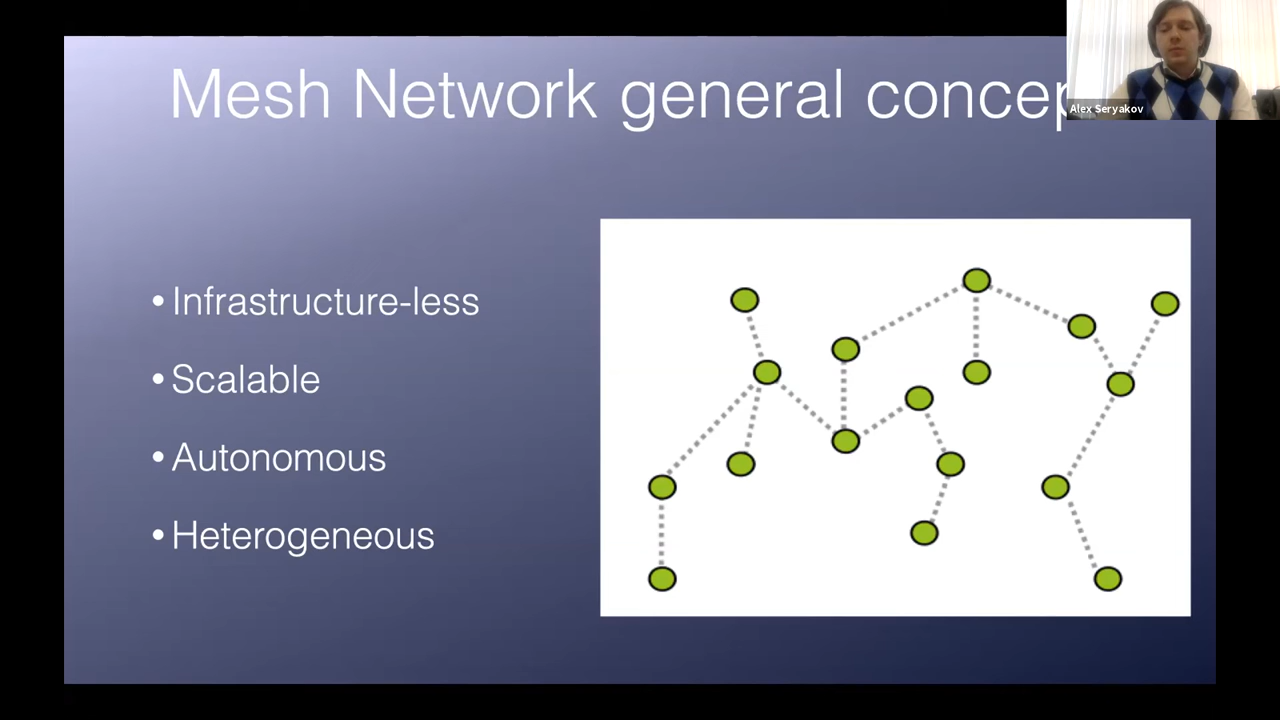 Mesh Network general concep
Alex Seryakov
• Infrastructure-less
• Scalable
• Autonomous
• Heterogeneous